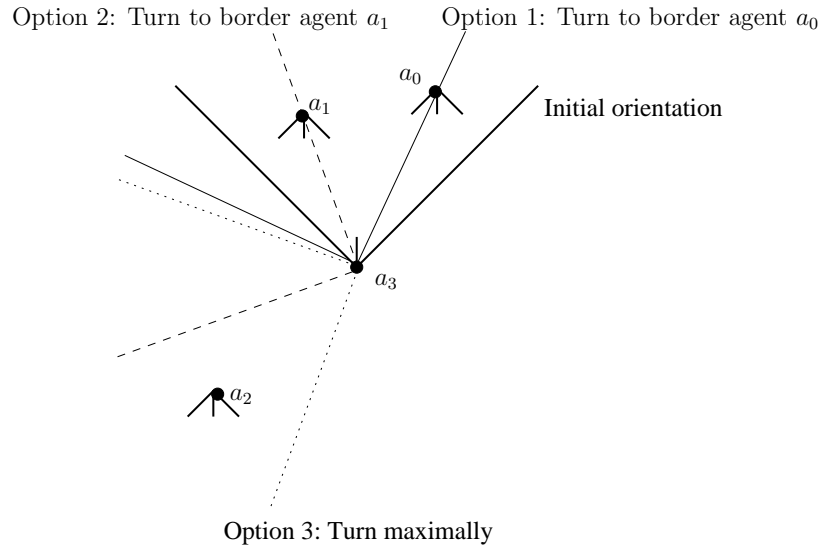 Option 2: Turn to border agent a₁
Option 1: Turn to border agent a₀
a₀
a₁
Initial orientation
a₃
a₂
Option 3: Turn maximally